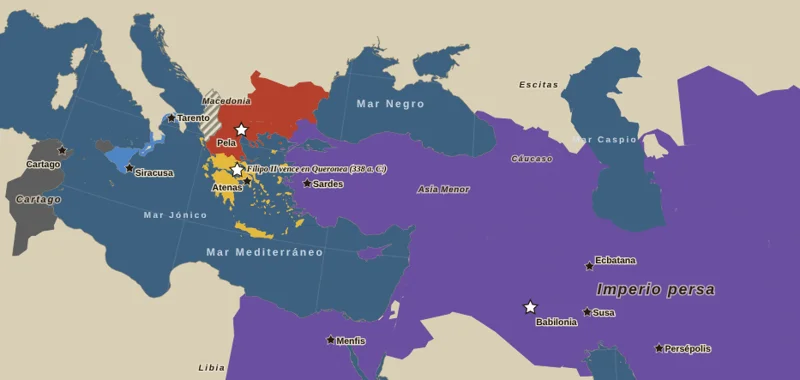 Escitas
Macedonia
Mar Negro
Tarento
ar Caspio
Pela
Cáucaso
Cartago
Filipo II vence en Queronea (338 a. C.)
Siracusa
Atenas
Sardes
Asia Menor
Cartago
Mar Jónico
Mar Mediterráneo
Ecbatana
Imperio persa
Babilonia
Susa
Menfis
Persépolis
Libia